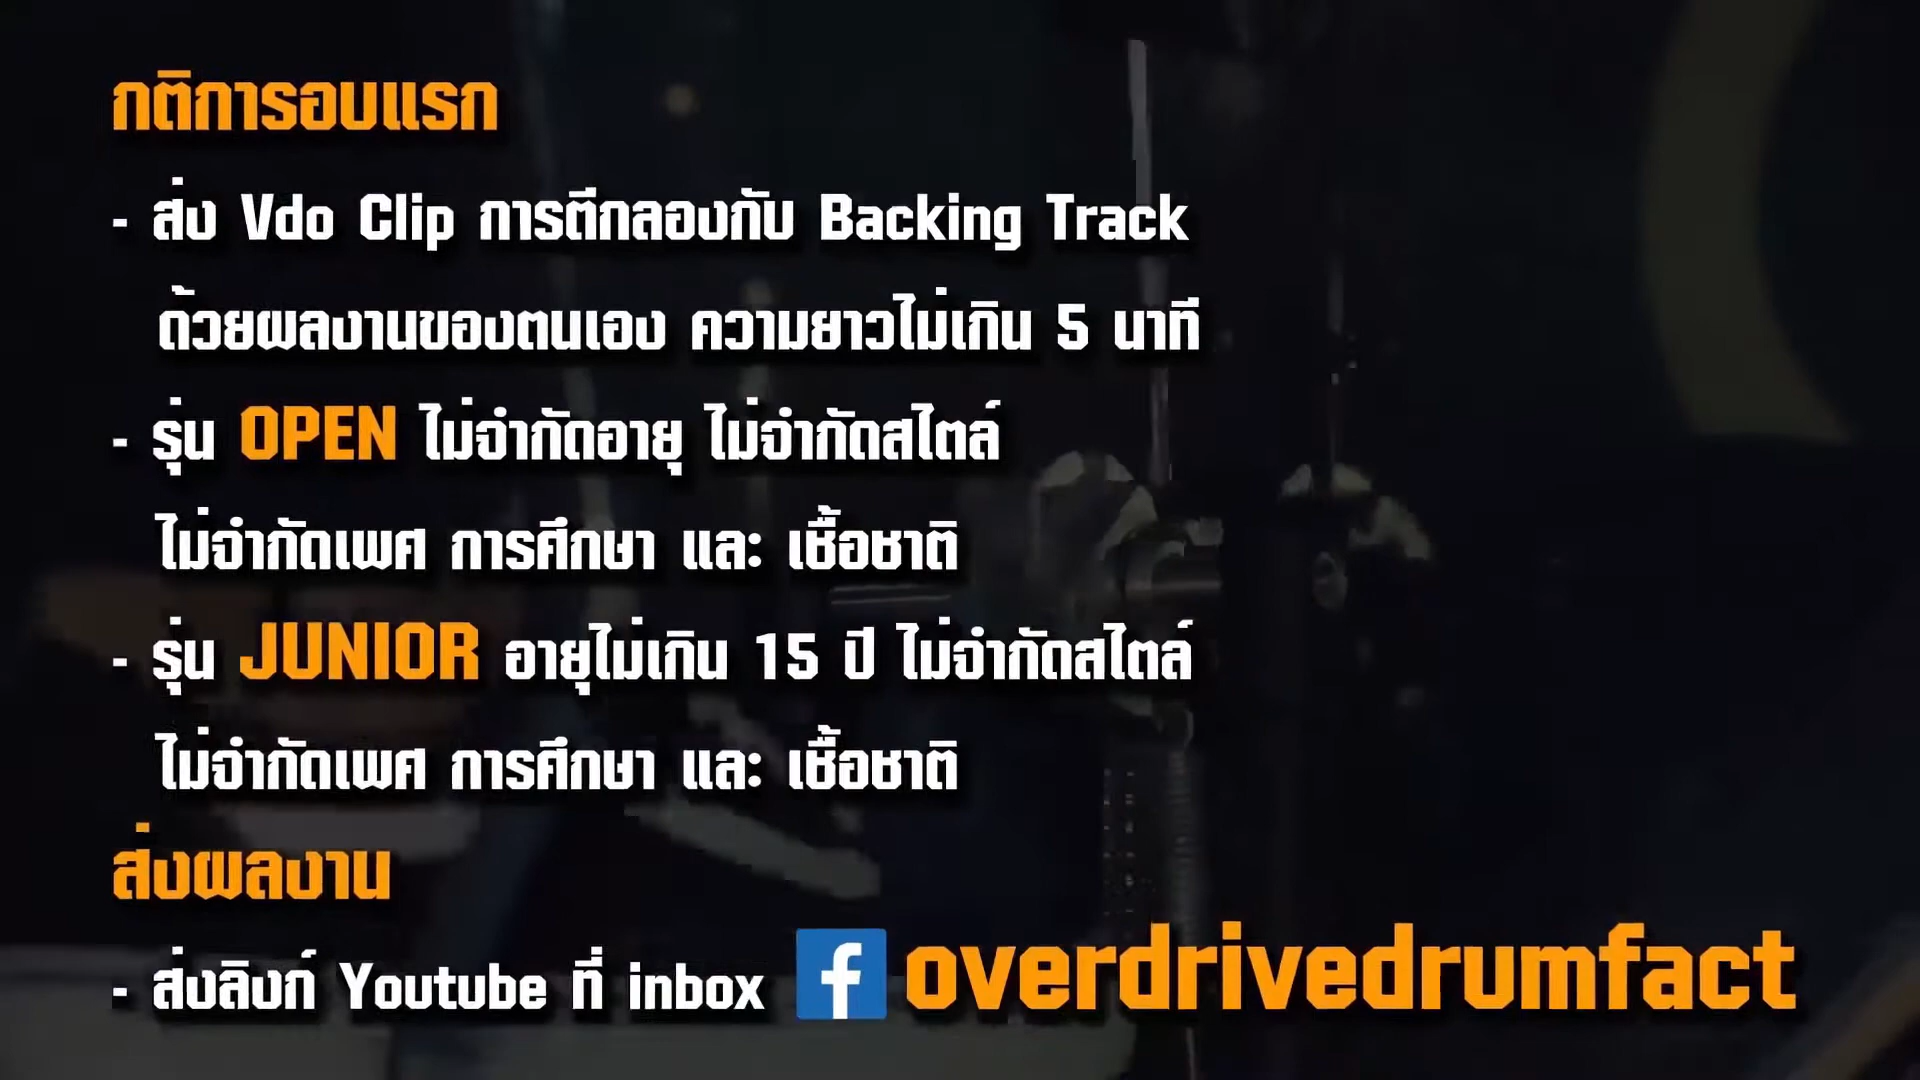 กติการอบแรก
- ส่ง Vdo Clip การตีกลองกับ Backing Track
ด้วยผลงานของตนเอง ความยาวไม่เกิน 5 นาที
- รุ่น OPEN ไม่จำกัดอายุ ไม่จำกัดสไตล์
ไม่จำกัดเพศ การศึกษา และ เชื้อชาติ
- รุ่น JUNIOR อายุไม่เกิน 15 ปี ไม่จำกัดสไตล์
ไม่จำกัดเพศ การศึกษา และ เชื้อชาติ
ส่งผลงาน
- ส่งลิงก์ Youtube ที่ inbox f overdrivedrumfact